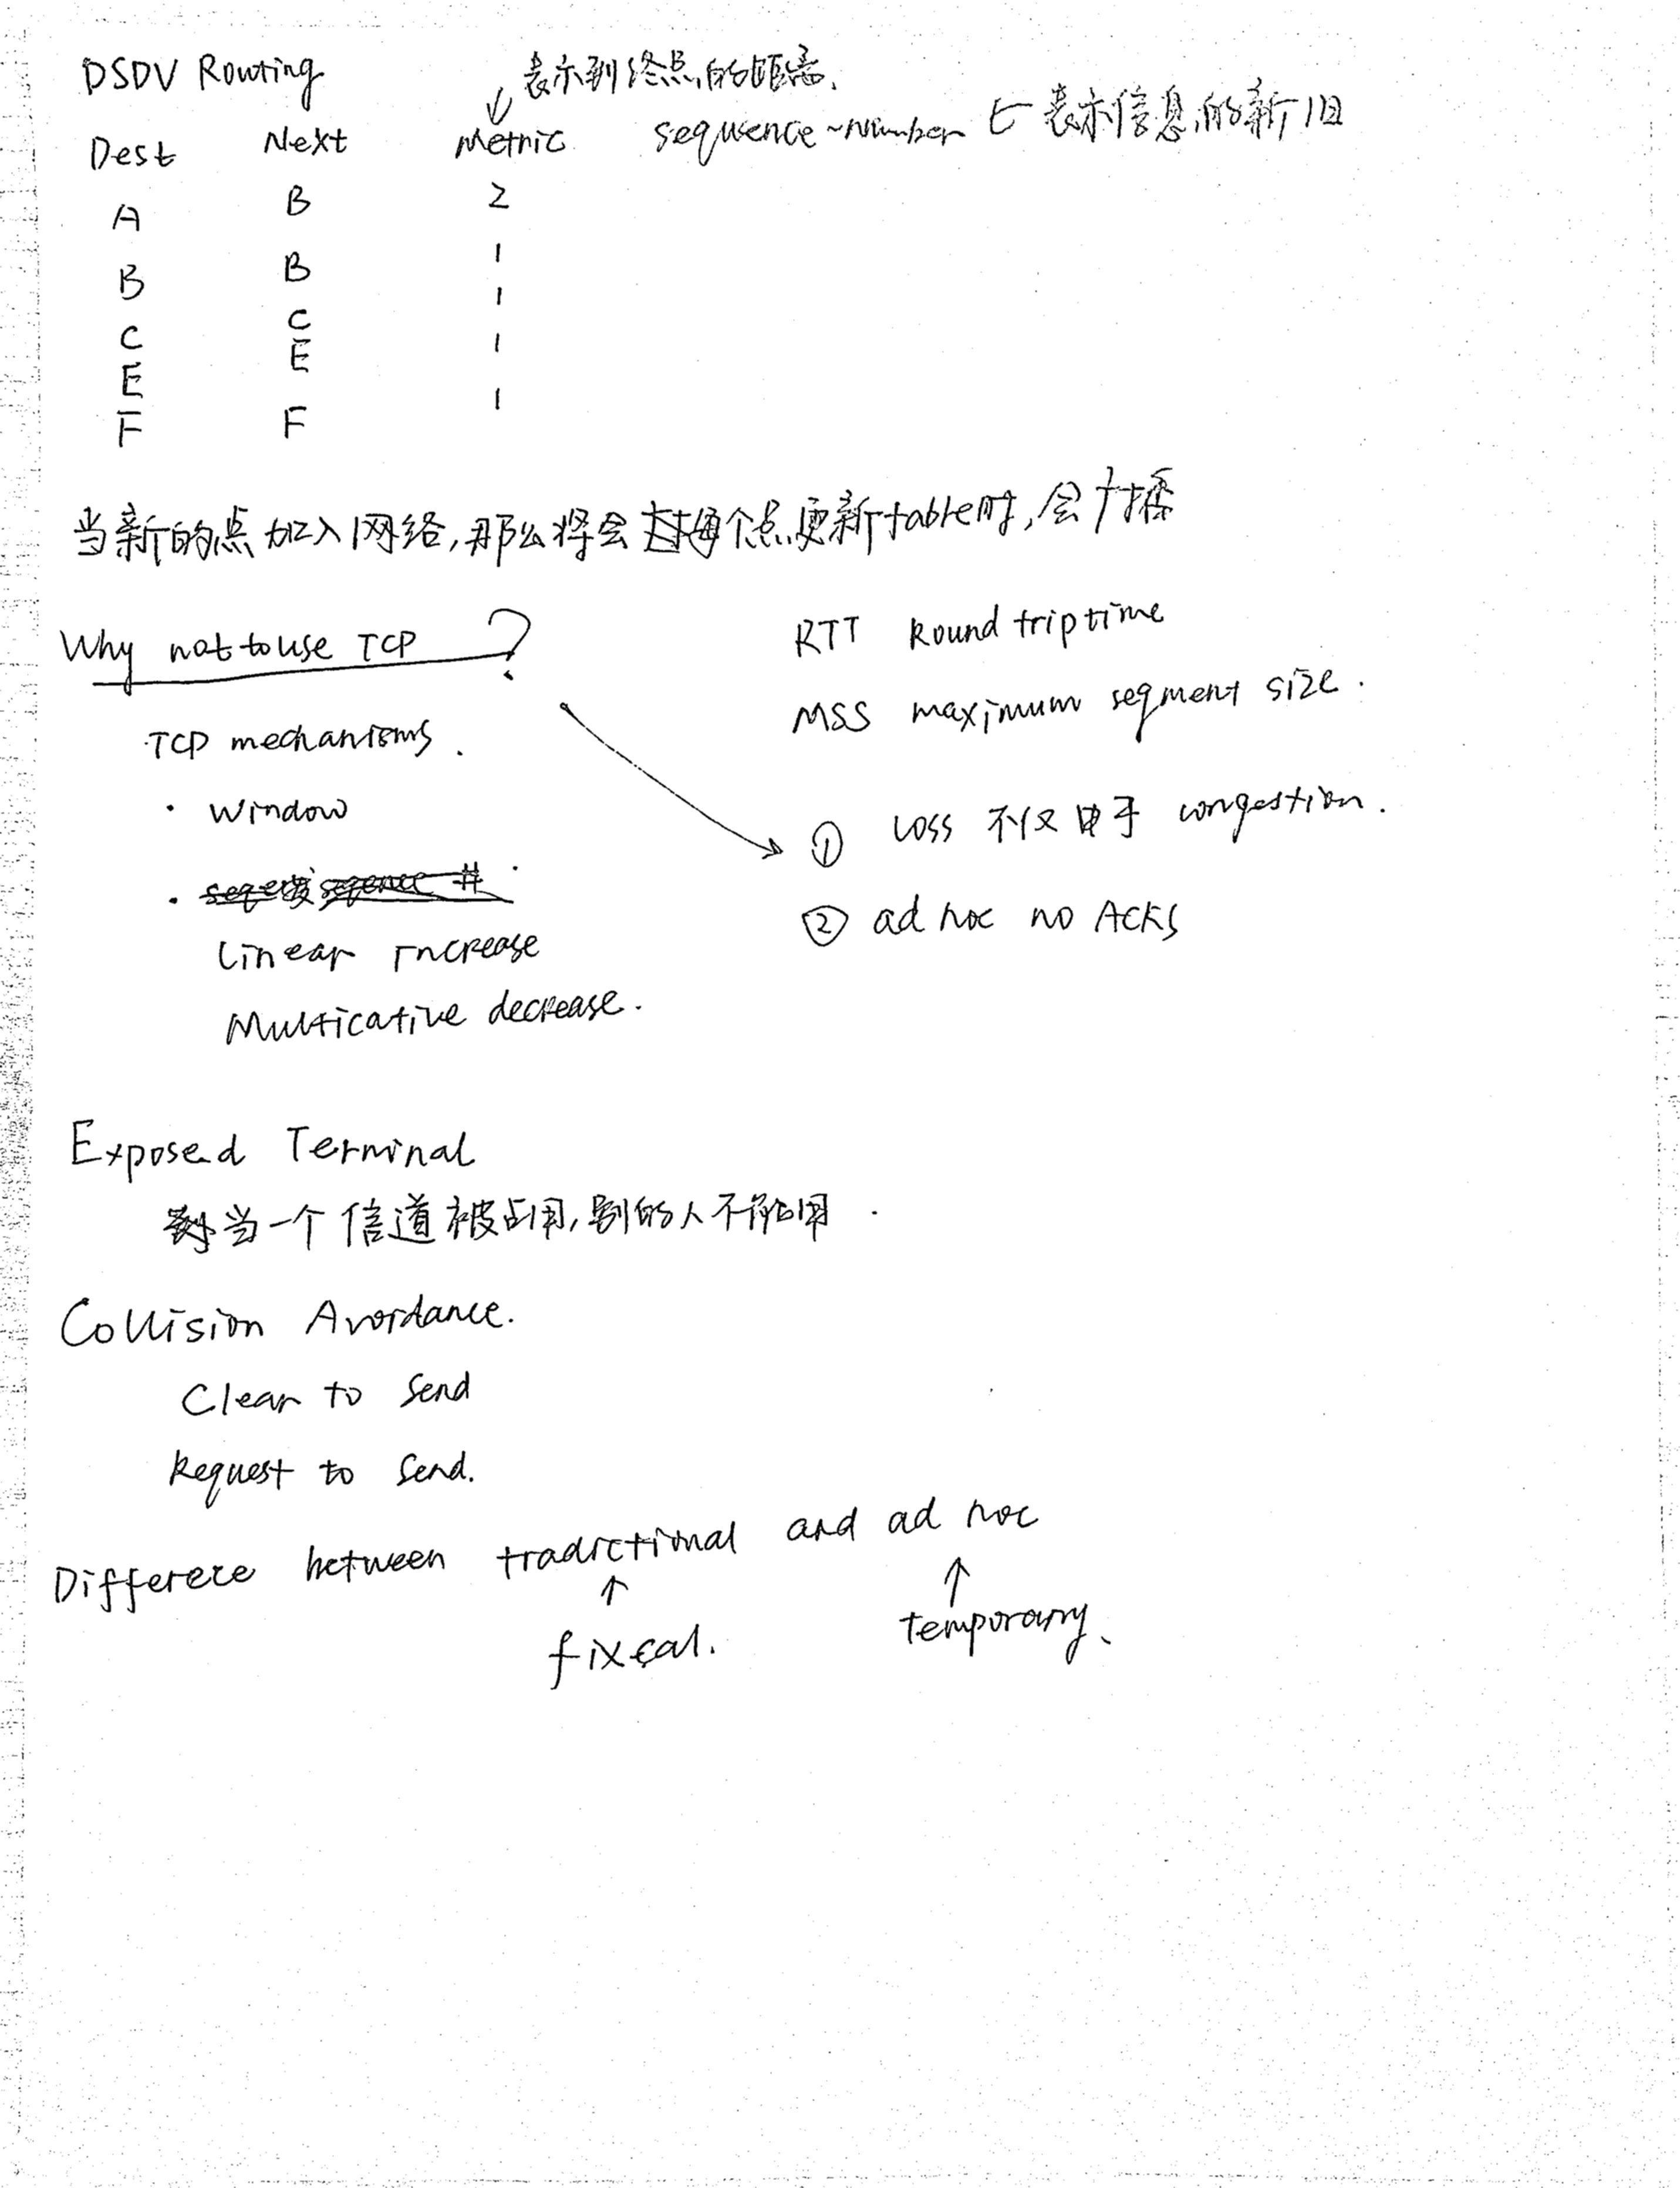 DSDV Routing
↙ 表示到终点的距离.
Dest Next Metric sequence~Number ← 表示信息的新旧
A B 2
B B 1
C C 1
E E 1
F F 1
当新的点加入网络,那么将会 每个点更新table时,会广播
Why not to use TCP ?
RTT Round trip time
MSS maximum segment size.
TCP mechanisms.
· Window
① Loss 不仅由于 congestion.
② ad hoc no ACKs
Linear Increase
Multicative decrease.
Exposed Terminal
当一个信道被占用,别的人不能占用.
Collision Avoidance.
Clear to Send
Request to Send.
Differece between tradictional and ad hoc
↑ ↑
temporary.